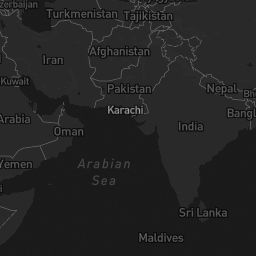 zerbaijan
Turkmenistan
Tajikistan
Afghanistan
Iran
Kuwait
Pakistan
Nepal
Bh
Karachi
Arabia
Bangl
Oman
India
Yemen
Arabian
Sea
Sri Lanka
Maldives